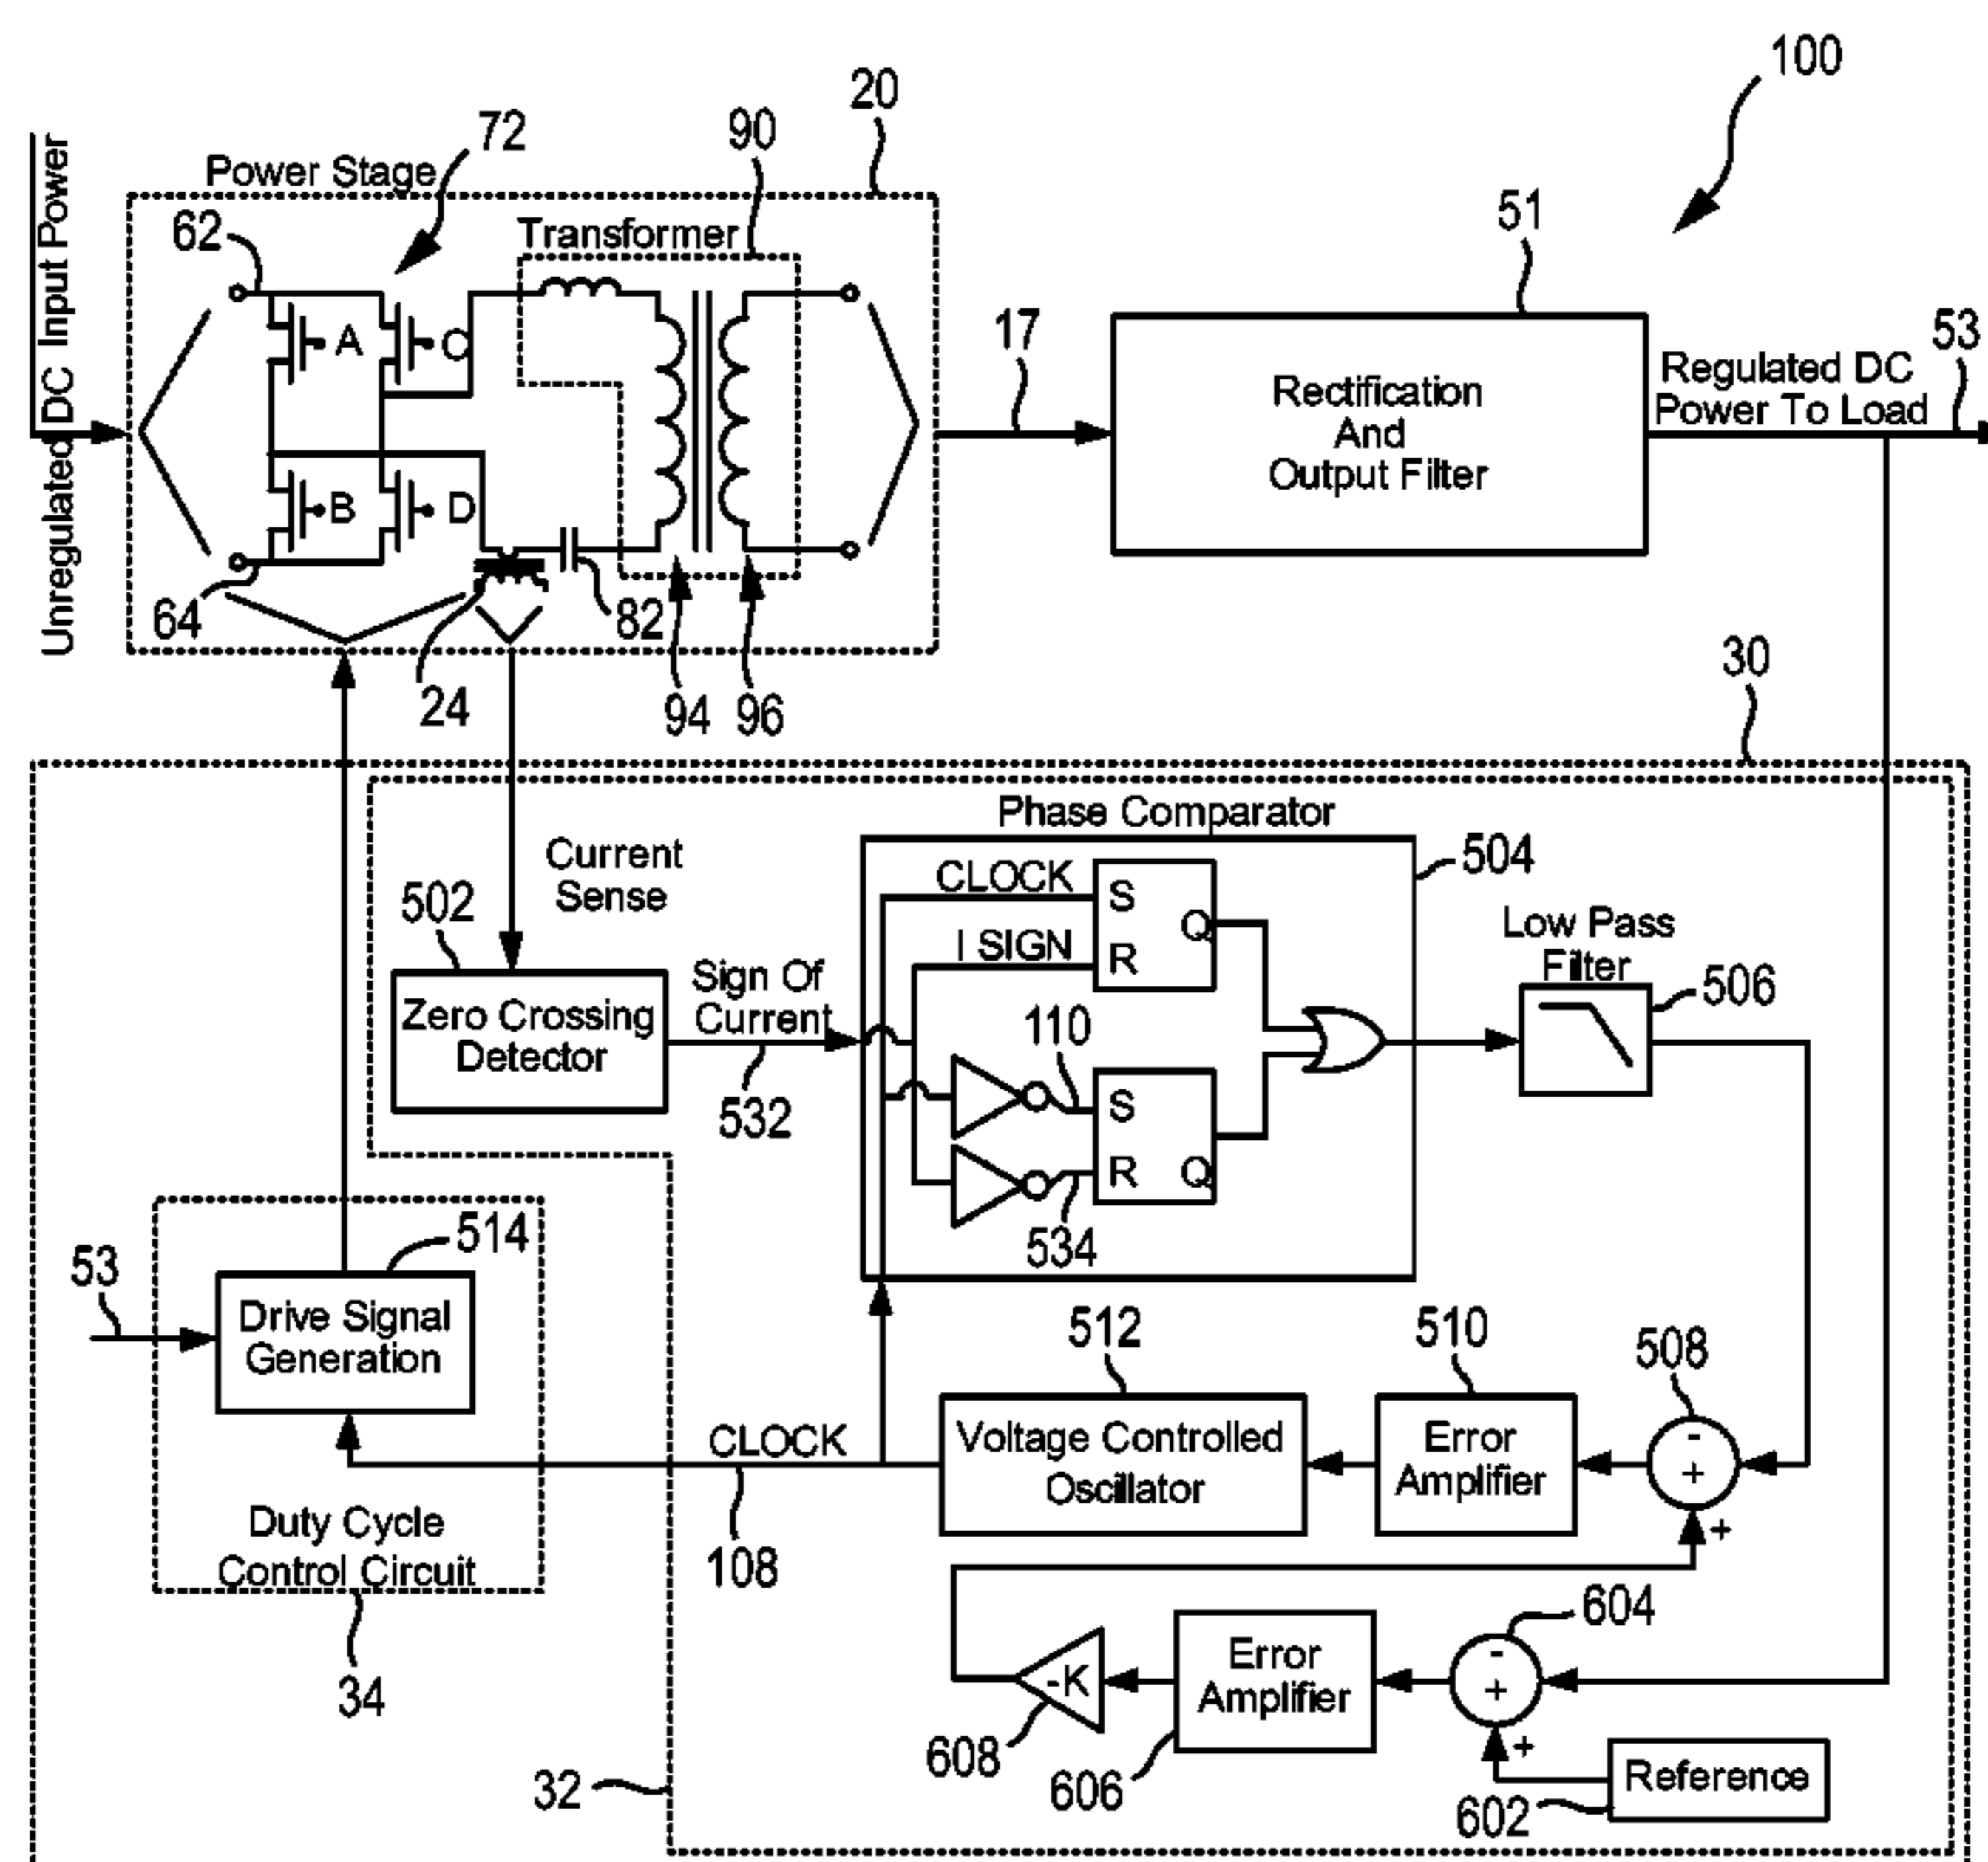 100
20
90
72
Power Stage
51
62
Transformer
Unregulated DC Input Power
17
53
A
C
Rectification
And
Output Filter
Regulated DC
Power To Load
B
D
64
82
24
94
96
30
Phase Comparator
504
Current
Sense
CLOCK
S
Q
502
I SIGN
R
Low Pass
Filter
Sign Of
Current
506
Zero Crossing
Detector
110
532
S
R
Q
534
514
53
Drive Signal
Generation
512
510
508
CLOCK
Voltage Controlled
Oscillator
Error
Amplifier
-
+
+
Duty Cycle
Control Circuit
108
604
34
-K
Error
Amplifier
-
+
608
606
+
Reference
32
602